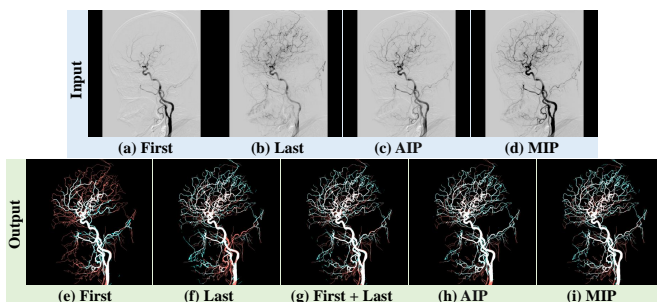 Input
(a) First
(b) Last
(c) AIP
(d) MIP
Output
(e) First
(f) Last
(g) First + Last
(h) AIP
(i) MIP